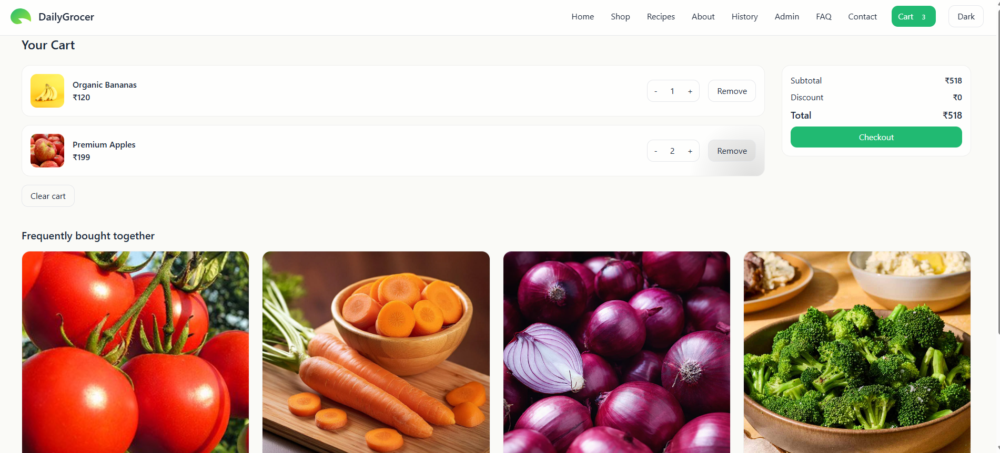 DailyGrocer
Home Shop Recipes About History Admin FAQ Contact Cart 3 Dark
Your Cart
Organic Bananas
₹120
- 1 + Remove
Premium Apples
₹199
- 2 + Remove
Clear cart
Subtotal ₹518
Discount ₹0
Total ₹518
Checkout
Frequently bought together